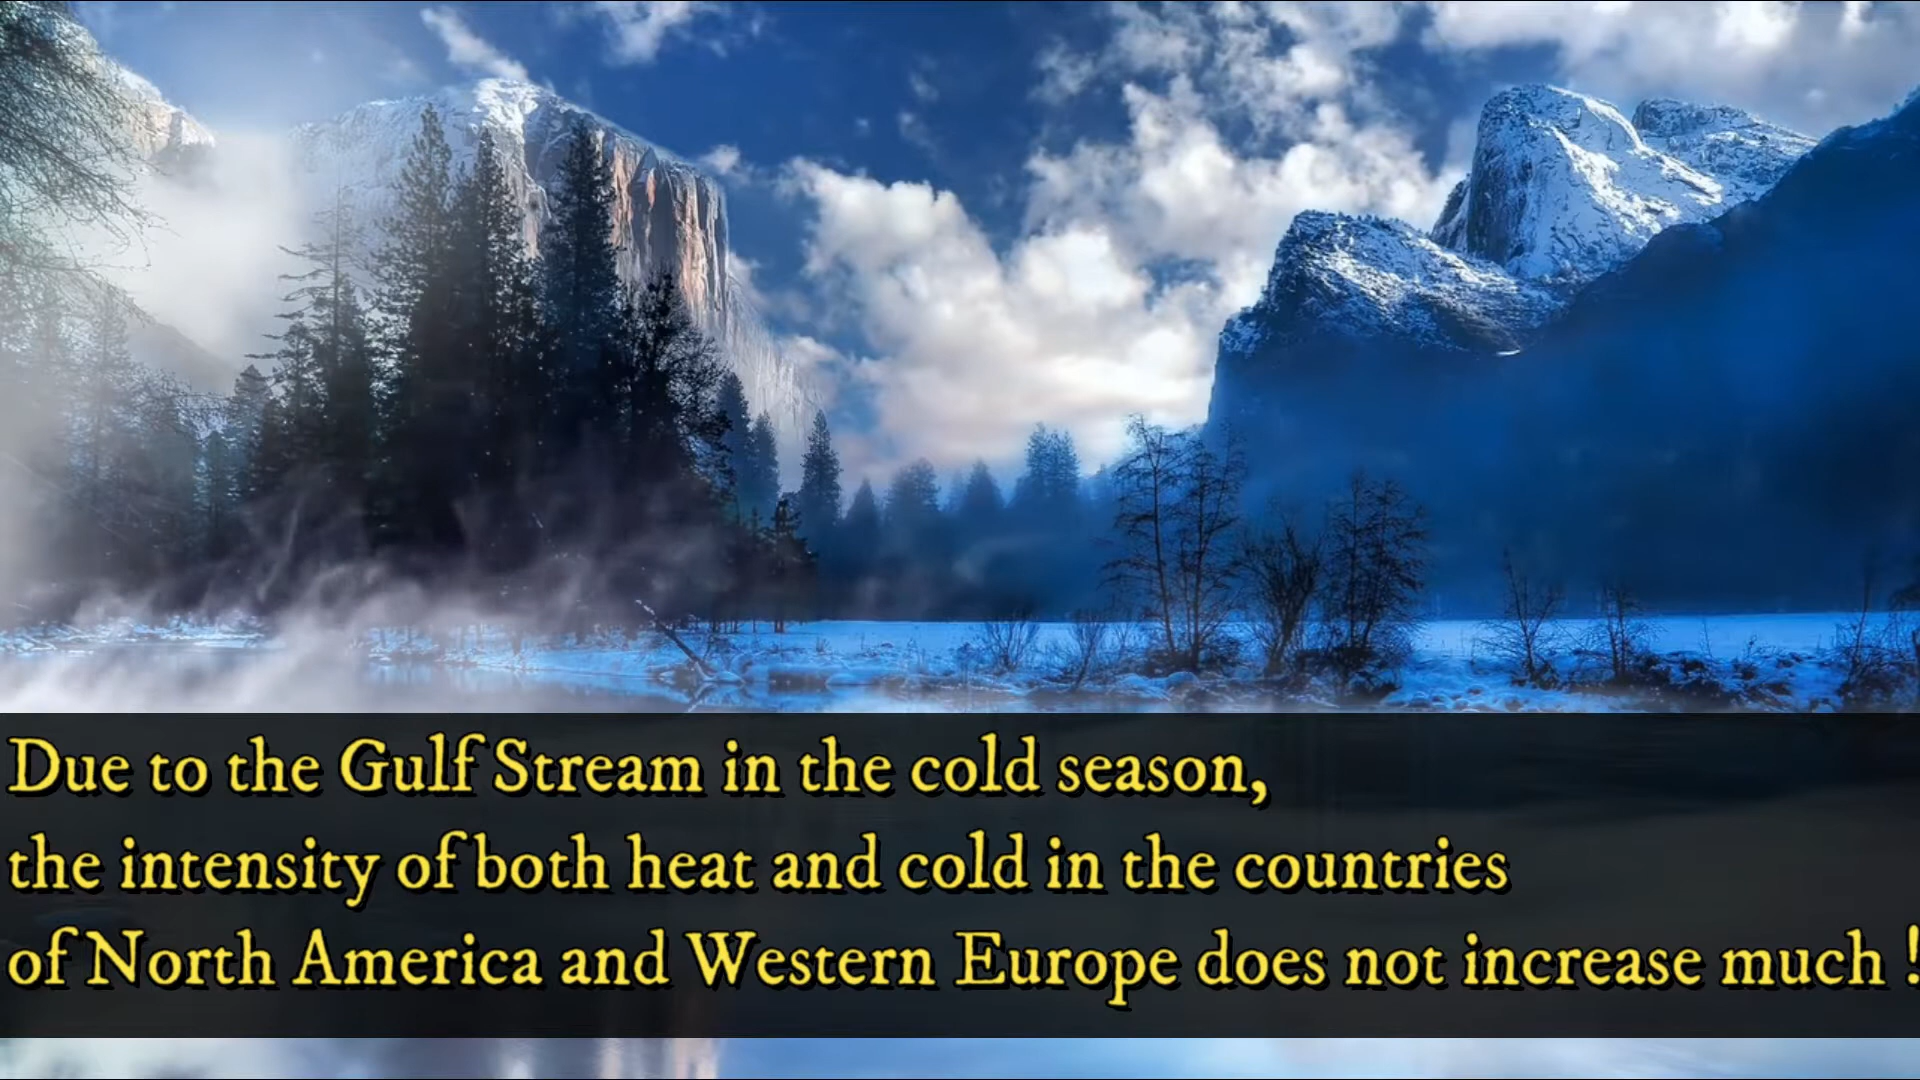 Due to the Gulf Stream in the cold season,
the intensity of both heat and cold in the countries
of North America and Western Europe does not increase much !